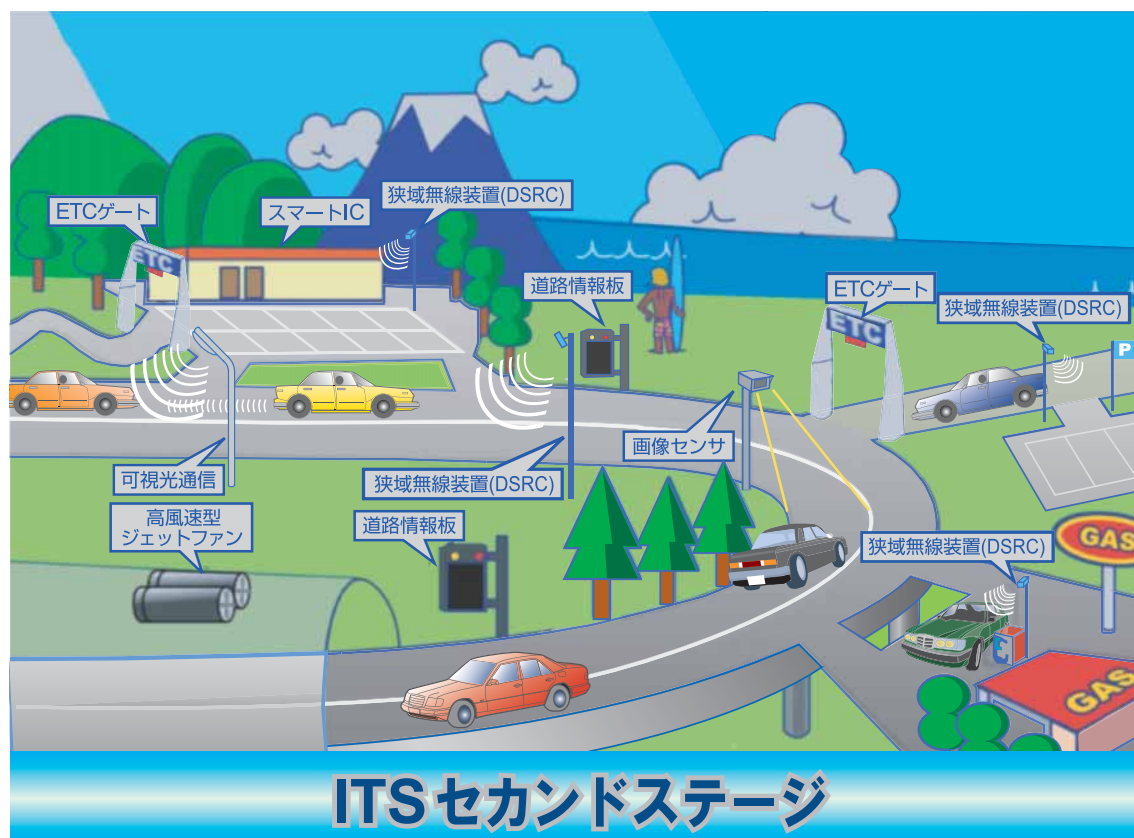 ETCゲート
スマートIC
狭域無線装置(DSRC)
ETC
道路情報板
ETCゲート
狭域無線装置(DSRC)
ETC
P
画像センサ
可視光通信
狭域無線装置(DSRC)
高風速型
ジェットファン
道路情報板
狭域無線装置(DSRC)
GAS
GAS
ITSセカンドステージ